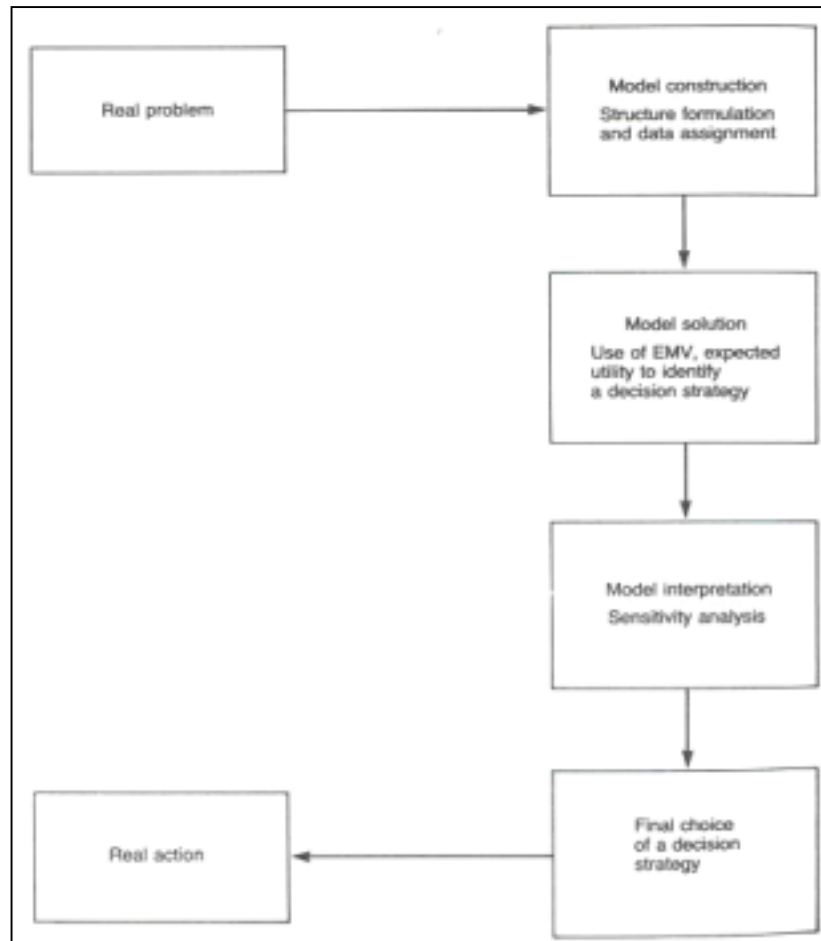 Real problem
Model construction
Structure formulation
and data assignment
Model solution
Use of EMV, expected
utility to identify
a decision strategy
Model interpretation
Sensitivity analysis
Final choice
of a decision
strategy
Real action